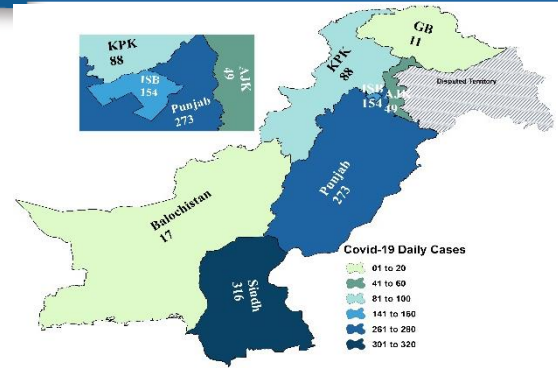 KPK
88
ISB
154
Punjab
273
AJK
49
GB
11
KPK
88
Disputed Territory
ISB
154
AJK
49
Punjab
273
Balochistan
17
Sindh
316
Covid-19 Daily Cases
01 to 20
41 to 60
81 to 100
141 to 160
261 to 280
301 to 320